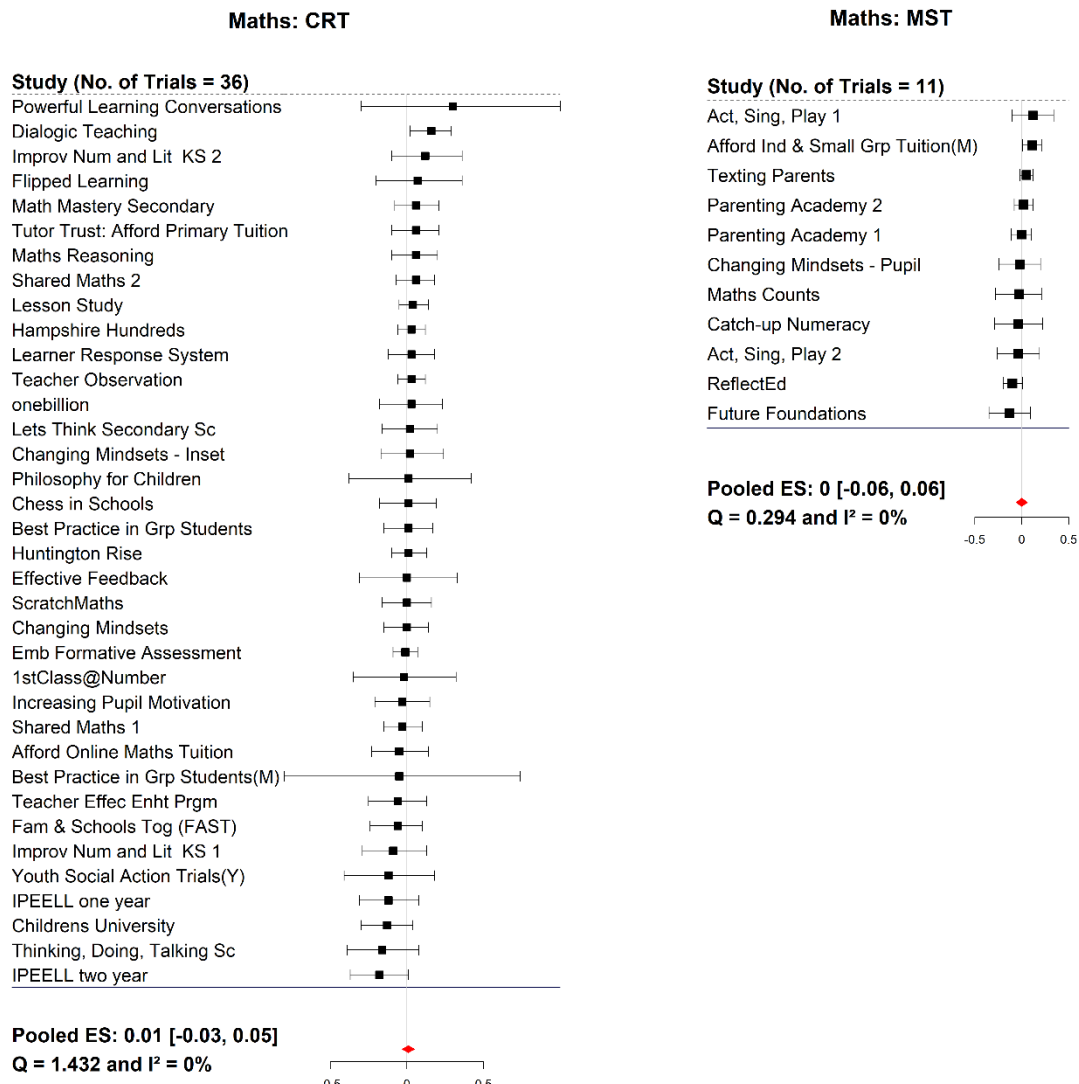 Maths: CRT
Study (No. of Trials = 36)
Powerful Learning Conversations
Dialogic Teaching
Improv Num and Lit  KS 2
Flipped Learning
Math Mastery Secondary
Tutor Trust: Afford Primary Tuition
Maths Reasoning
Shared Maths 2
Lesson Study
Hampshire Hundreds
Learner Response System
Teacher Observation
onebillion
Lets Think Secondary Sc
Changing Mindsets - Inset
Philosophy for Children
Chess in Schools
Best Practice in Grp Students
Huntington Rise
Effective Feedback
ScratchMaths
Changing Mindsets
Emb Formative Assessment
1stClass@Number
Increasing Pupil Motivation
Shared Maths 1
Afford Online Maths Tuition
Best Practice in Grp Students(M)
Teacher Effec Enht Prgm
Fam & Schools Tog (FAST)
Improv Num and Lit  KS 1
Youth Social Action Trials(Y)
IPEELL one year
Childrens University
Thinking, Doing, Talking Sc
IPEELL two year
Pooled ES: 0.01 [-0.03, 0.05]
Q = 1.432 and I² = 0%
-0.5 0 0.5
Maths: MST
Study (No. of Trials = 11)
Act, Sing, Play 1
Afford Ind & Small Grp Tuition(M)
Texting Parents
Parenting Academy 2
Parenting Academy 1
Changing Mindsets - Pupil
Maths Counts
Catch-up Numeracy
Act, Sing, Play 2
ReflectEd
Future Foundations
Pooled ES: 0 [-0.06, 0.06]
Q = 0.294 and I² = 0%
-0.5 0 0.5